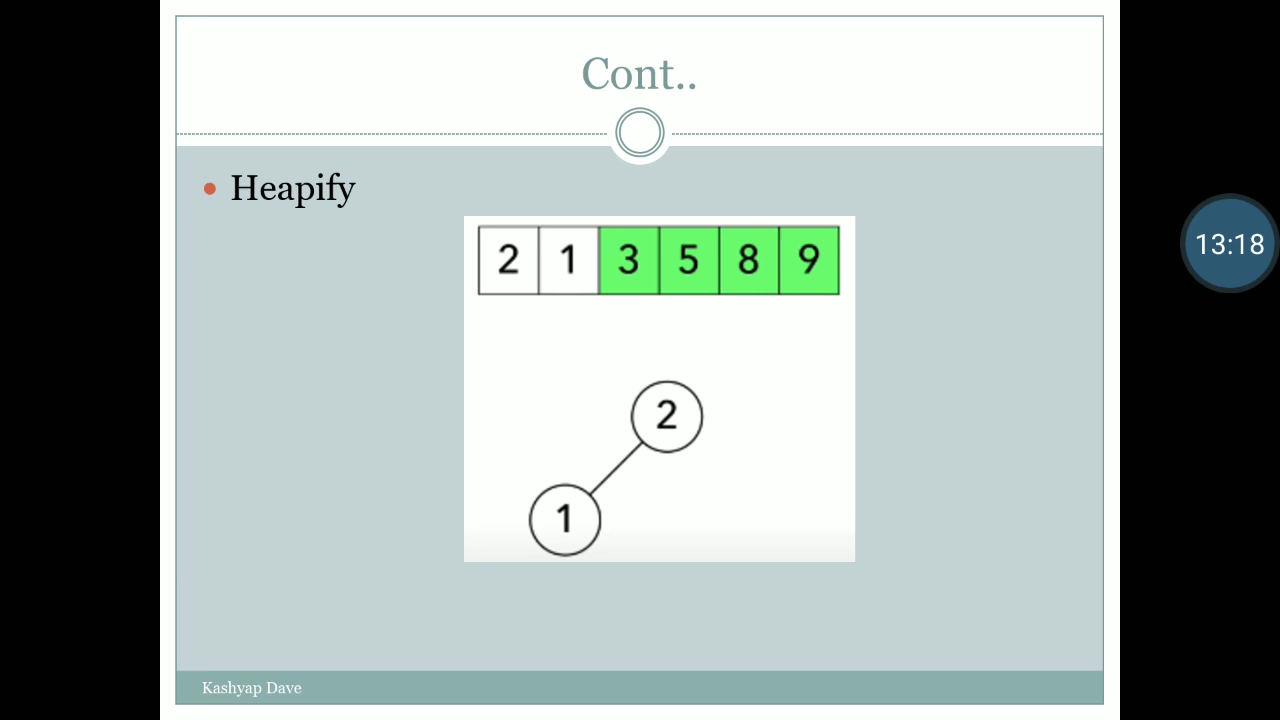 Cont..
Heapify
2 1 3 5 8 9
2
1
13:18
Kashyap Dave